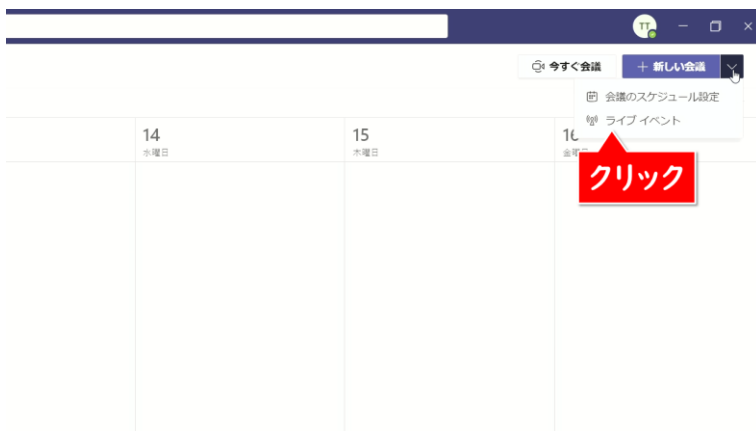 TT
今すぐ会議
+ 新しい会議
会議のスケジュール設定
ライブ イベント
14
水曜日
15
木曜日
16
クリック